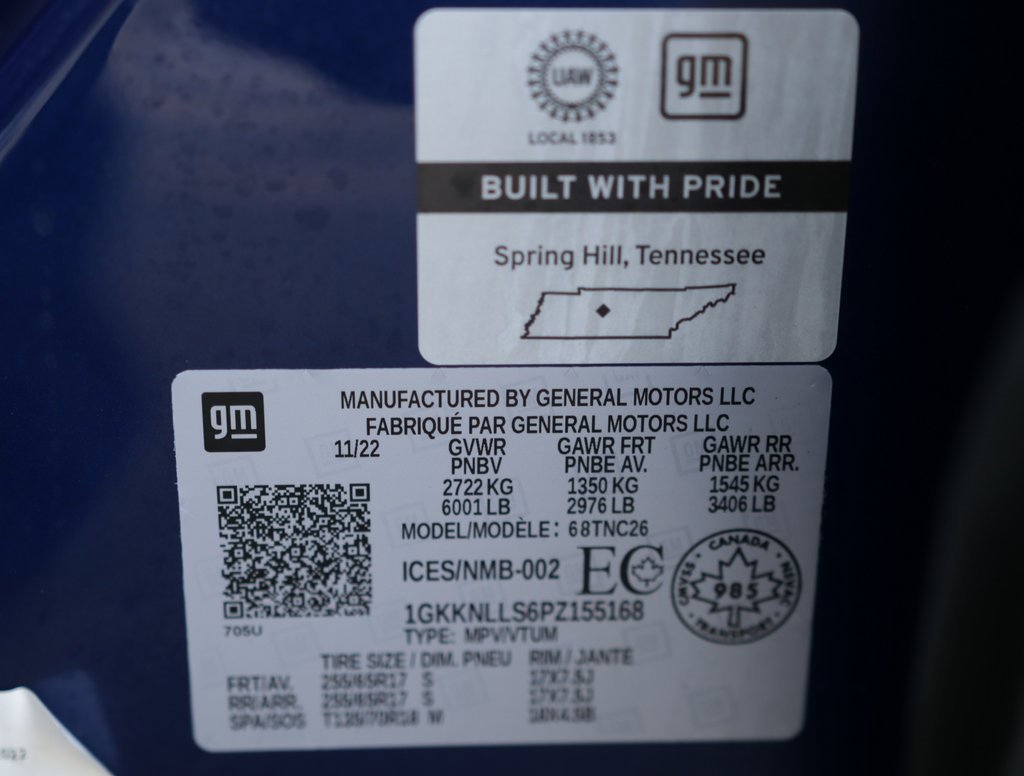 UAW
gm
LOCAL 1853
BUILT WITH PRIDE
Spring Hill, Tennessee
gm
MANUFACTURED BY GENERAL MOTORS LLC
FABRIQUÉ PAR GENERAL MOTORS LLC
11/22 GVWR GAWR FRT GAWR RR
PNBV PNBE AV. PNBE ARR.
2722 KG 1350 KG 1545 KG
6001 LB 2976 LB 3406 LB
MODEL/MODÈLE: 68TNC26
ICES/NMB-002 EC
CANADA
985
TRANSPORT
1GKKNLLS6PZ155168
705U
TYPE: MPV/VTUM
TIRE SIZE / DIM. PNEU RIM / JANTE
FRT/AV. 255/65R17 S 17X7.5J
RR/ARR. 255/65R17 S 17X7.5J
SPA/SOS T135/70R18 M